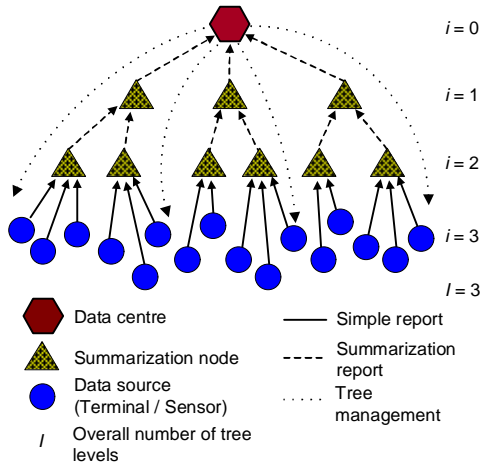 i = 0
i = 1
i = 2
i = 3
I = 3
Data centre
Summarization node
Data source
(Terminal / Sensor)
I Overall number of tree
levels
Simple report
Summarization
report
Tree
management